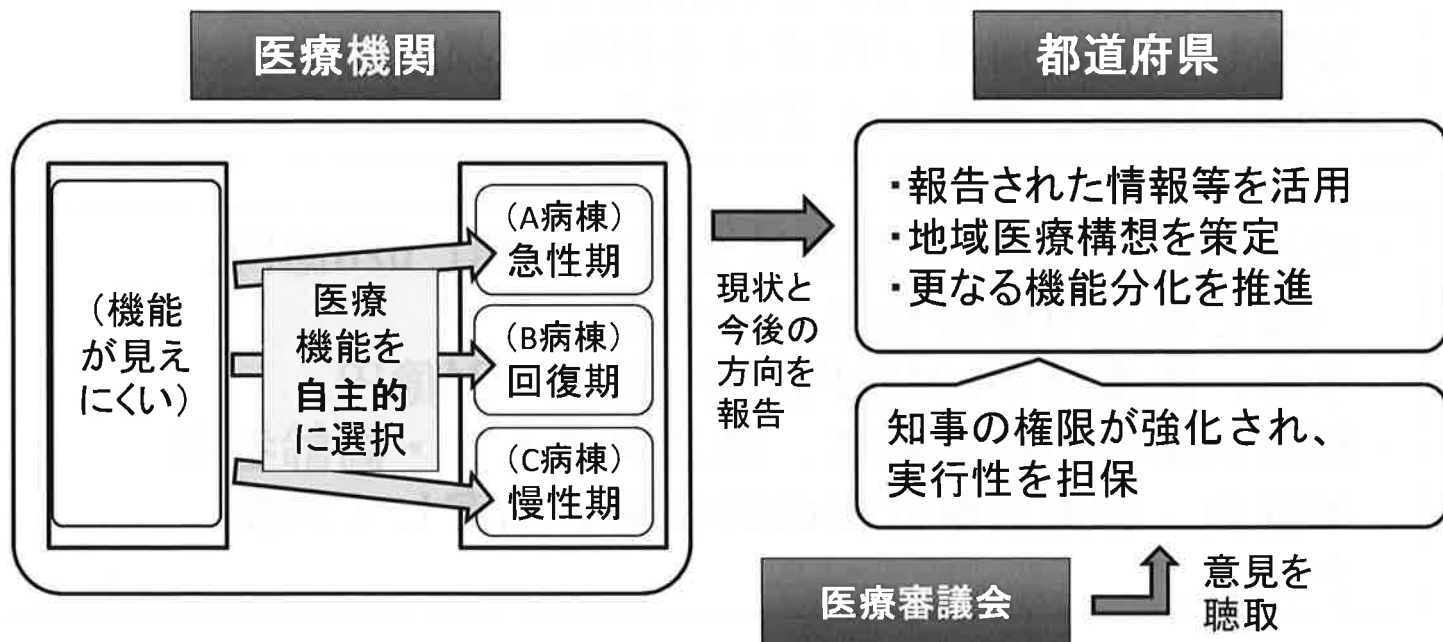 医療機関
(機能
が見え
にくい)
医療
機能を
自主的
に選択
(A病棟)
急性期
(B病棟)
回復期
(C病棟)
慢性期
現状と
今後の
方向を
報告
都道府県
・報告された情報等を活用
・地域医療構想を策定
・更なる機能分化を推進
知事の権限が強化され、
実行性を担保
医療審議会
意見を
聴取